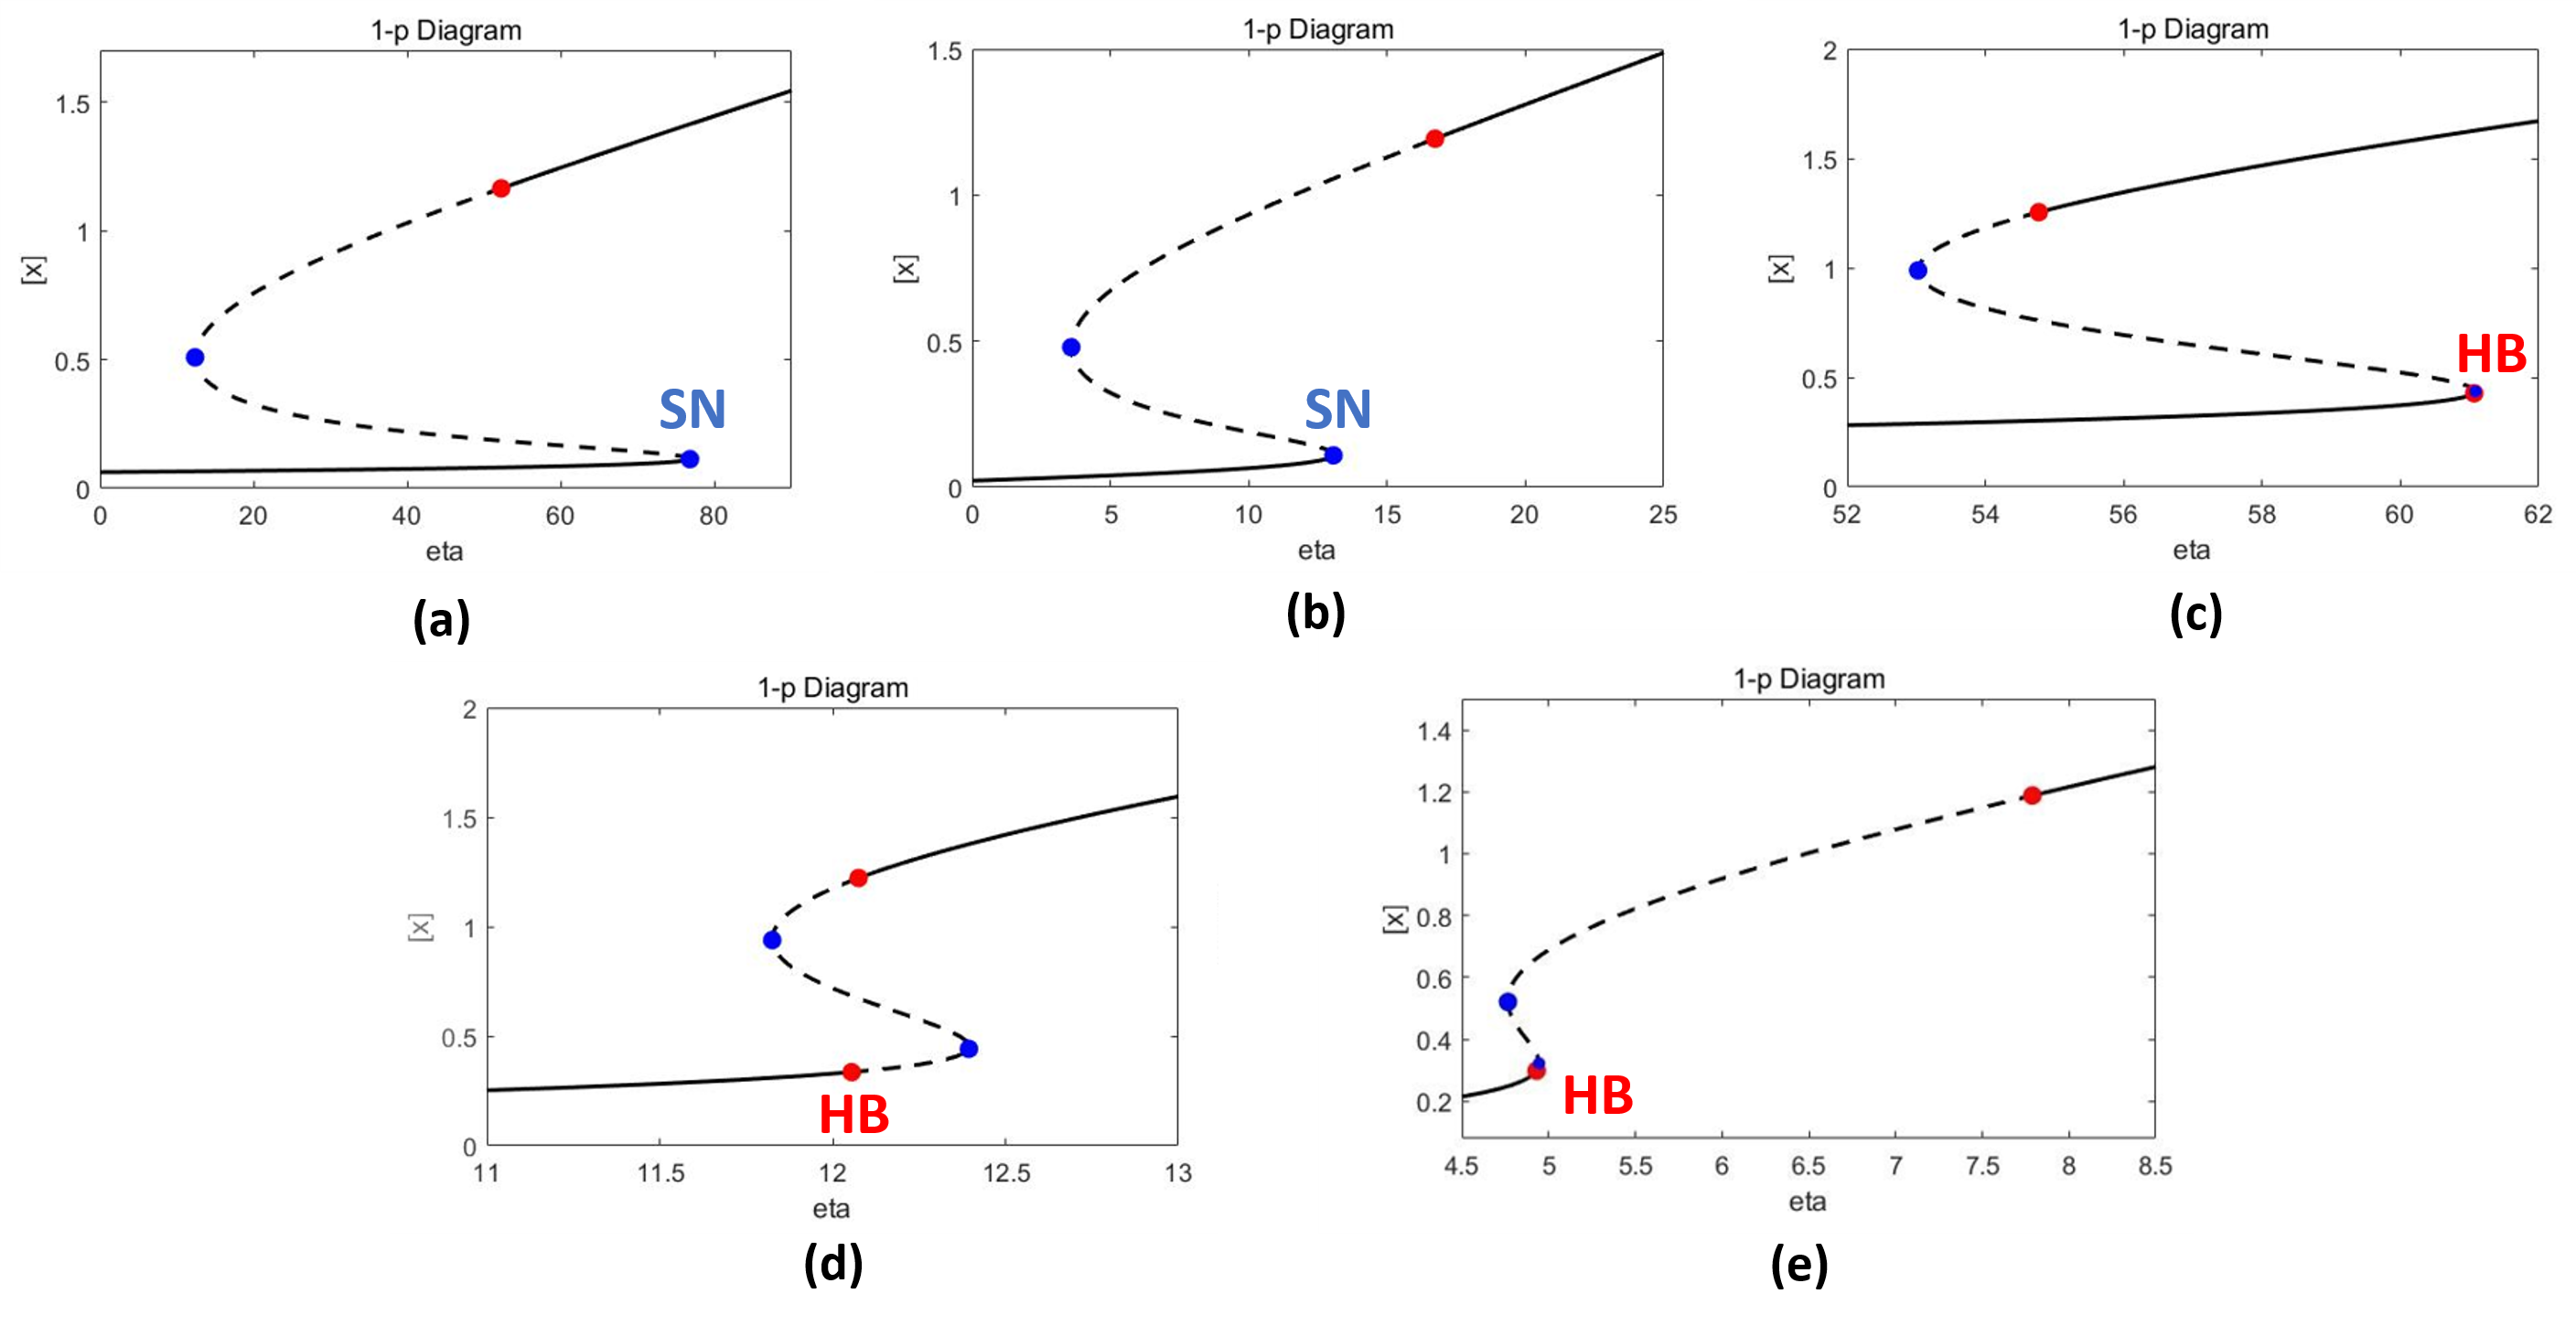 1-p Diagram
1.5
1
0.5
0
[x]
SN
0 20 40 60 80
eta
(a)
1-p Diagram
1.5
1
0.5
0
[x]
SN
0 5 10 15 20 25
eta
(b)
1-p Diagram
2
1.5
1
0.5
0
[x]
HB
52 54 56 58 60 62
eta
(c)
1-p Diagram
2
1.5
1
0.5
0
[x]
HB
11 11.5 12 12.5 13
eta
(d)
1-p Diagram
1.4
1.2
1
0.8
0.6
0.4
0.2
[x]
HB
4.5 5 5.5 6 6.5 7 7.5 8 8.5
eta
(e)